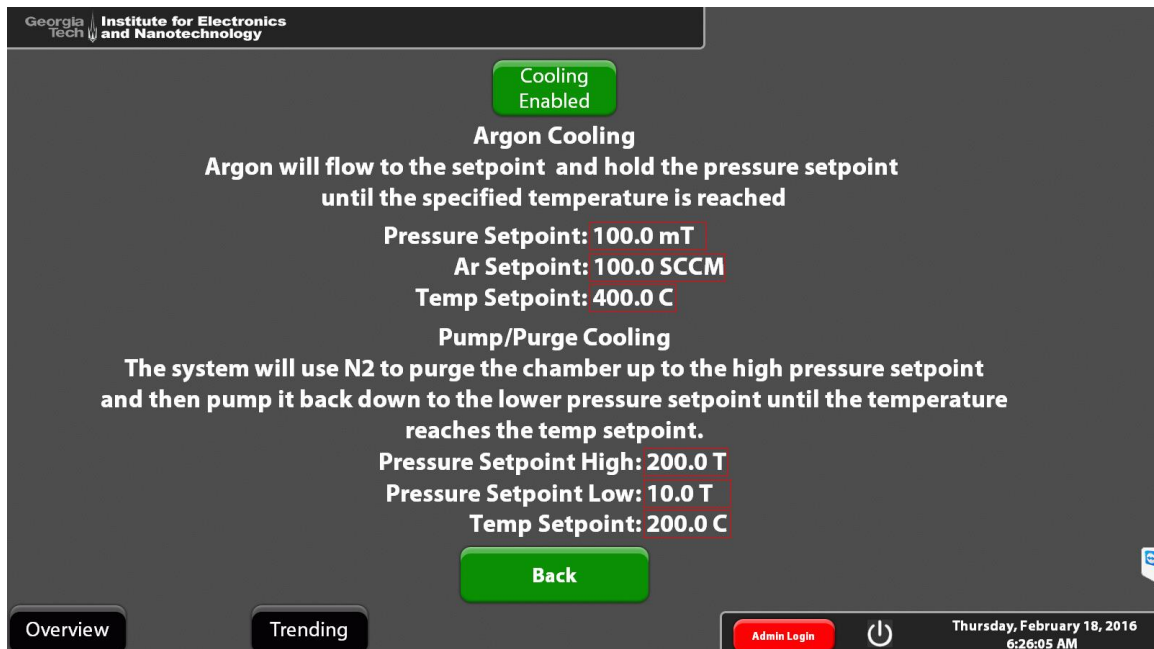 Georgia Tech Institute for Electronics and Nanotechnology
Cooling
Enabled
Argon Cooling
Argon will flow to the setpoint and hold the pressure setpoint
until the specified temperature is reached
Pressure Setpoint: 100.0 mT
Ar Setpoint: 100.0 SCCM
Temp Setpoint: 400.0 C
Pump/Purge Cooling
The system will use N2 to purge the chamber up to the high pressure setpoint
and then pump it back down to the lower pressure setpoint until the temperature
reaches the temp setpoint.
Pressure Setpoint High: 200.0 T
Pressure Setpoint Low: 10.0 T
Temp Setpoint: 200.0 C
Back
Overview
Trending
Admin Login
Thursday, February 18, 2016
6:26:05 AM